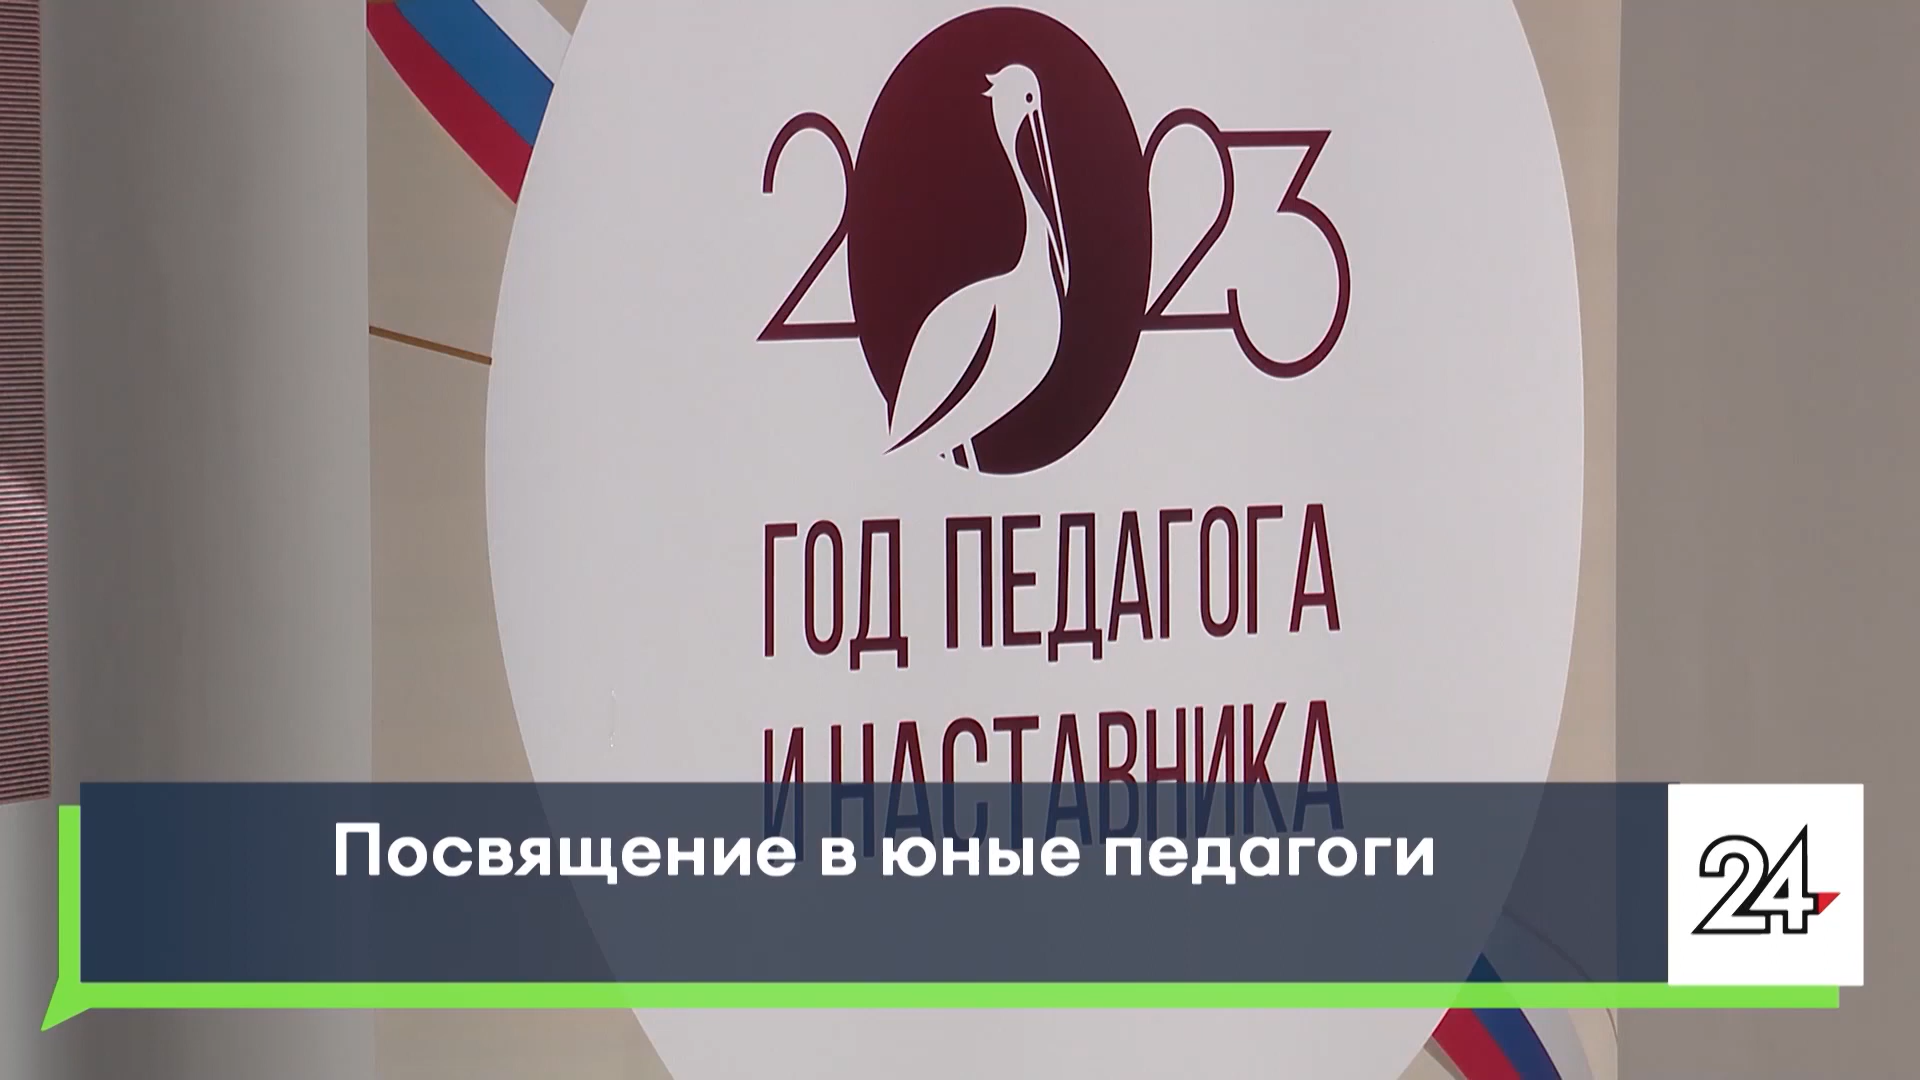 2023
ГОД ПЕДАГОГА
И НАСТАВНИКА
Посвящение в юные педагоги
24